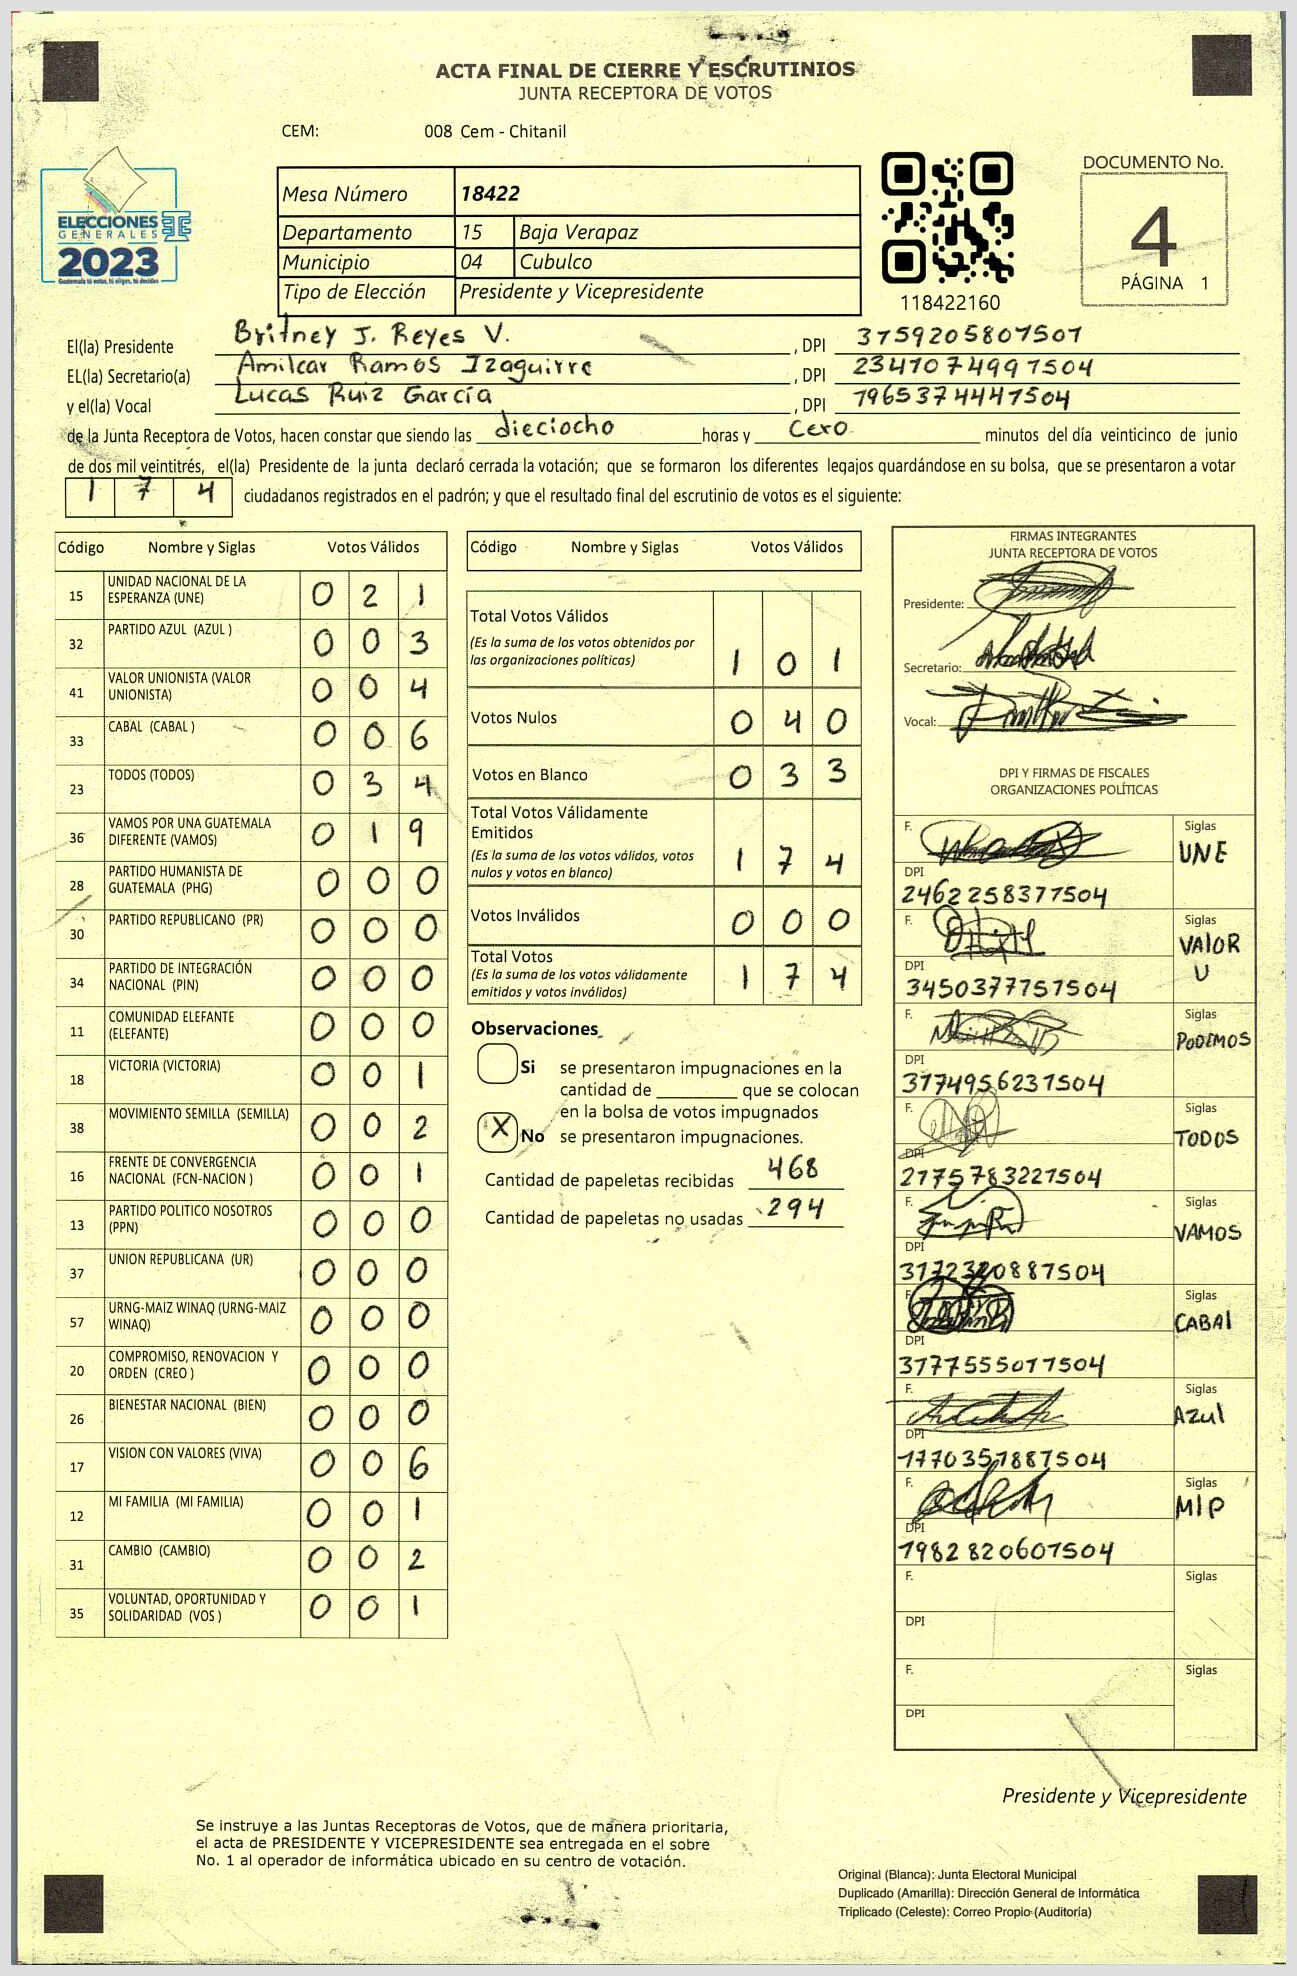 ACTA FINAL DE CIERRE Y ESCRUTINIOS
JUNTA RECEPTORA DE VOTOS
CEM: 008 Cem - Chitanil
ELECCIONES
GENERALES
2023
Guatemala tú votas, tú eliges, tú decides
Mesa Número 18422
Departamento 15 Baja Verapaz
Municipio 04 Cubulco
Tipo de Elección Presidente y Vicepresidente
118422160
DOCUMENTO No.
4
PÁGINA 1
El(la) Presidente Britney J. Reyes V. , DPI 3759205801501
EL(la) Secretario(a) Amilcar Ramos Izaguirre , DPI 2341074991504
y el(la) Vocal Lucas Ruiz García , DPI 1965374441504
de la Junta Receptora de Votos, hacen constar que siendo las dieciocho horas y Cero minutos del día veinticinco de junio
de dos mil veintitrés, el(la) Presidente de la junta declaró cerrada la votación; que se formaron los diferentes legajos guardándose en su bolsa, que se presentaron a votar
1 7 4 ciudadanos registrados en el padrón; y que el resultado final del escrutinio de votos es el siguiente:
Código Nombre y Siglas Votos Válidos
15 UNIDAD NACIONAL DE LA ESPERANZA (UNE) 0 2 1
32 PARTIDO AZUL (AZUL ) 0 0 3
41 VALOR UNIONISTA (VALOR UNIONISTA) 0 0 4
33 CABAL (CABAL ) 0 0 6
23 TODOS (TODOS) 0 3 4
36 VAMOS POR UNA GUATEMALA DIFERENTE (VAMOS) 0 1 9
28 PARTIDO HUMANISTA DE GUATEMALA (PHG) 0 0 0
30 PARTIDO REPUBLICANO (PR) 0 0 0
34 PARTIDO DE INTEGRACIÓN NACIONAL (PIN) 0 0 0
11 COMUNIDAD ELEFANTE (ELEFANTE) 0 0 0
18 VICTORIA (VICTORIA) 0 0 1
38 MOVIMIENTO SEMILLA (SEMILLA) 0 0 2
16 FRENTE DE CONVERGENCIA NACIONAL (FCN-NACION ) 0 0 1
13 PARTIDO POLITICO NOSOTROS (PPN) 0 0 0
37 UNION REPUBLICANA (UR) 0 0 0
57 URNG-MAIZ WINAQ (URNG-MAIZ WINAQ) 0 0 0
20 COMPROMISO, RENOVACION Y ORDEN (CREO ) 0 0 0
26 BIENESTAR NACIONAL (BIEN) 0 0 0
17 VISION CON VALORES (VIVA) 0 0 6
12 MI FAMILIA (MI FAMILIA) 0 0 1
31 CAMBIO (CAMBIO) 0 0 2
35 VOLUNTAD, OPORTUNIDAD Y SOLIDARIDAD (VOS ) 0 0 1
Código Nombre y Siglas Votos Válidos
Total Votos Válidos
(Es la suma de los votos obtenidos por
las organizaciones políticas) 1 0 1
Votos Nulos 0 4 0
Votos en Blanco 0 3 3
Total Votos Válidamente
Emitidos
(Es la suma de los votos válidos, votos
nulos y votos en blanco) 1 7 4
Votos Inválidos 0 0 0
Total Votos
(Es la suma de los votos válidamente
emitidos y votos inválidos) 1 7 4
Observaciones
Si se presentaron impugnaciones en la
cantidad de ________ que se colocan
en la bolsa de votos impugnados
X No se presentaron impugnaciones.
Cantidad de papeletas recibidas 468
Cantidad de papeletas no usadas 294
FIRMAS INTEGRANTES
JUNTA RECEPTORA DE VOTOS
Presidente:
Secretario:
Vocal:
DPI Y FIRMAS DE FISCALES
ORGANIZACIONES POLÍTICAS
F. Siglas UNE
DPI 2462258371504
F. Siglas VALOR U
DPI 3450377751504
F. Siglas PODEMOS
DPI 3174956231504
F. Siglas TODOS
DPI 2175783221504
F. Siglas VAMOS
DPI 3172320881504
F. Siglas CABAl
DPI 3177555011504
F. Siglas AZul
DPI 1770351881504
F. Siglas MIP
DPI 1982820601504
F. Siglas
DPI
F. Siglas
DPI
Presidente y Vicepresidente
Se instruye a las Juntas Receptoras de Votos, que de manera prioritaria,
el acta de PRESIDENTE Y VICEPRESIDENTE sea entregada en el sobre
No. 1 al operador de informática ubicado en su centro de votación.
Original (Blanca): Junta Electoral Municipal
Duplicado (Amarilla): Dirección General de Informática
Triplicado (Celeste): Correo Propio (Auditoría)